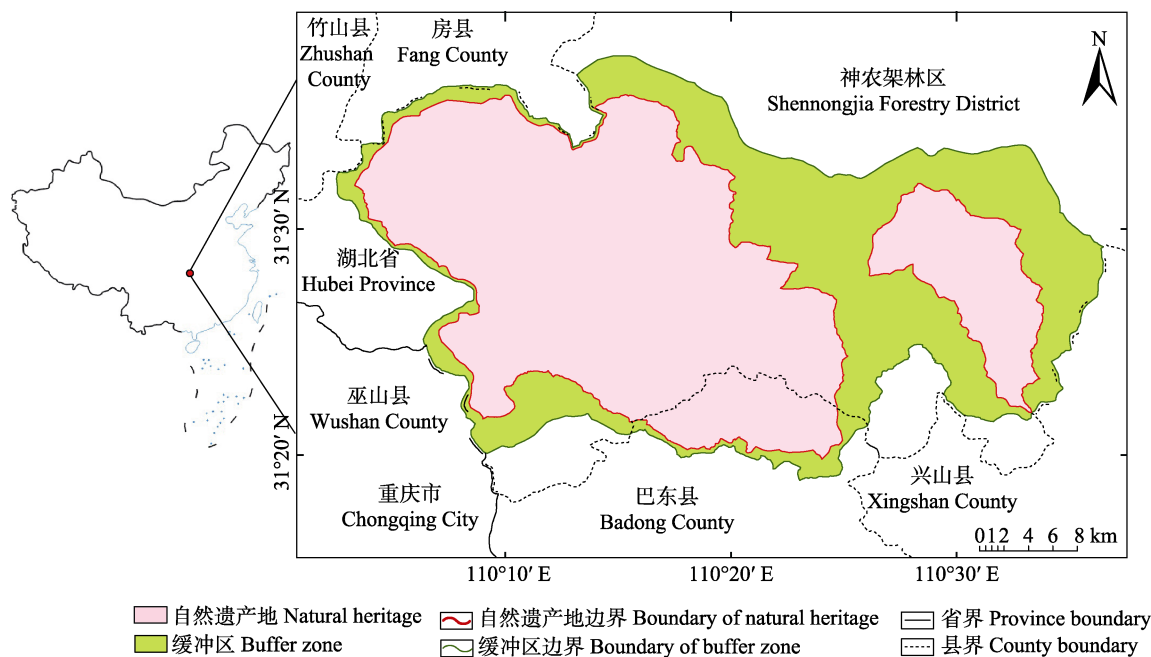 竹山县
Zhushan
County
房县
Fang County
神农架林区
Shennongjia Forestry District
N
31°30′ N
湖北省
Hubei Province
巫山县
Wushan County
31°20′ N
重庆市
Chongqing City
巴东县
Badong County
兴山县
Xingshan County
012 4 6 8 km
110°10′ E
110°20′ E
110°30′ E
自然遗产地 Natural heritage
自然遗产地边界 Boundary of natural heritage
省界 Province boundary
缓冲区 Buffer zone
缓冲区边界 Boundary of buffer zone
县界 County boundary